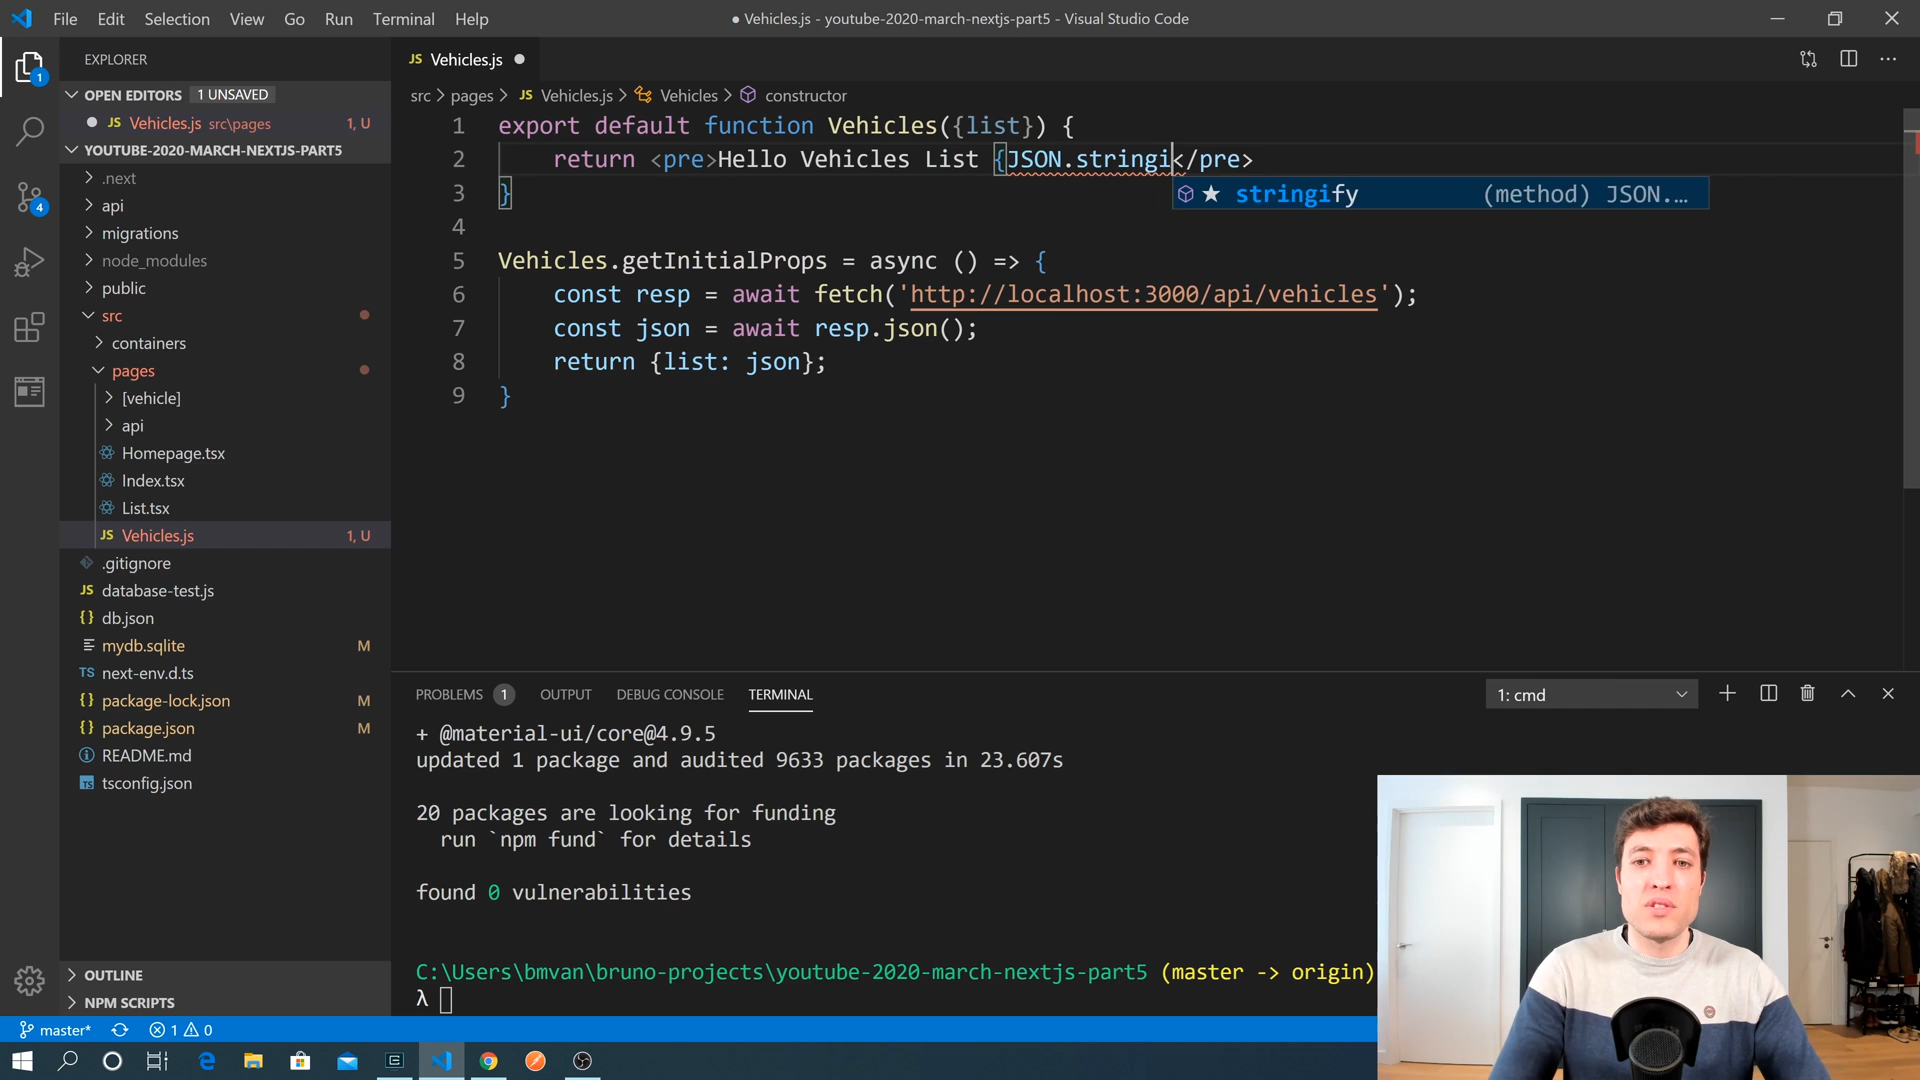 File Edit Selection View Go Run Terminal Help
● Vehicles.js - youtube-2020-march-nextjs-part5 - Visual Studio Code
EXPLORER
OPEN EDITORS 1 UNSAVED
JS Vehicles.js src\pages 1, U
YOUTUBE-2020-MARCH-NEXTJS-PART5
.next
api
migrations
node_modules
public
src
containers
pages
[vehicle]
api
Homepage.tsx
Index.tsx
List.tsx
JS Vehicles.js 1, U
.gitignore
JS database-test.js
{} db.json
mydb.sqlite M
TS next-env.d.ts
{} package-lock.json M
{} package.json M
README.md
TS tsconfig.json
OUTLINE
NPM SCRIPTS
1
4
JS Vehicles.js ●
src > pages > JS Vehicles.js > Vehicles > constructor
1 export default function Vehicles({list}) {
2 return <pre>Hello Vehicles List {JSON.stringi</pre>
stringify (method) JSON.…
3 }
4
5 Vehicles.getInitialProps = async () => {
6 const resp = await fetch('http://localhost:3000/api/vehicles');
7 const json = await resp.json();
8 return {list: json};
9 }
PROBLEMS 1 OUTPUT DEBUG CONSOLE TERMINAL
1: cmd
+ @material-ui/core@4.9.5
updated 1 package and audited 9633 packages in 23.607s
20 packages are looking for funding
run `npm fund` for details
found 0 vulnerabilities
C:\Users\bmvan\bruno-projects\youtube-2020-march-nextjs-part5 (master -> origin)
λ
master* 1 0